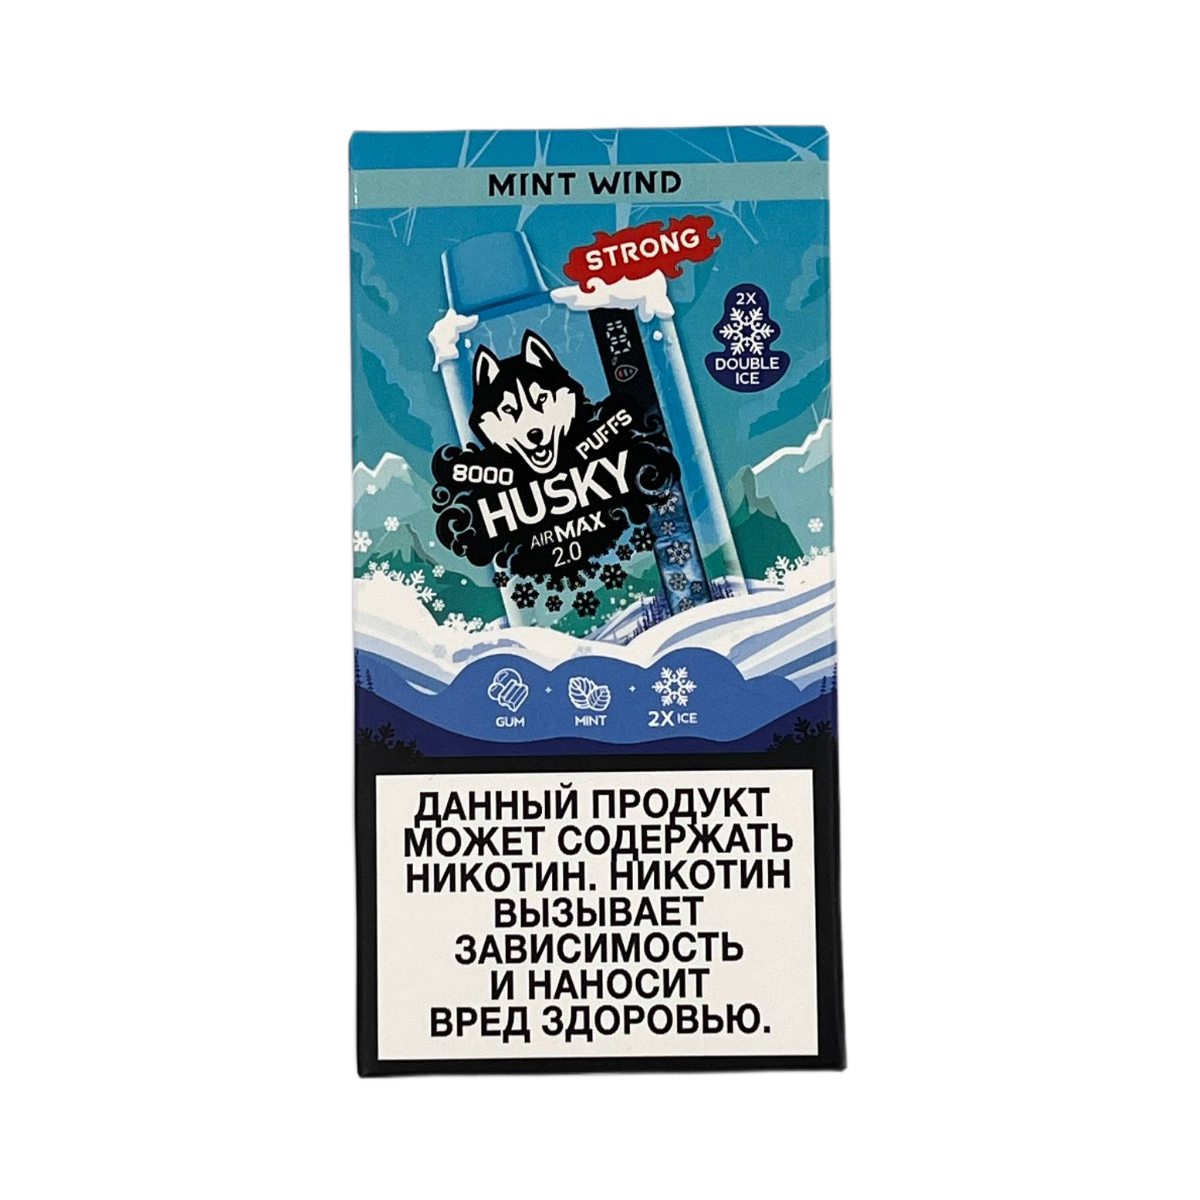 MINT WIND
STRONG
2X
DOUBLE
ICE
8000 PUFFS
HUSKY
AIR MAX
2.0
GUM
MINT
2X ICE
ДАННЫЙ ПРОДУКТ
МОЖЕТ СОДЕРЖАТЬ
НИКОТИН. НИКОТИН
ВЫЗЫВАЕТ
ЗАВИСИМОСТЬ
И НАНОСИТ
ВРЕД ЗДОРОВЬЮ.